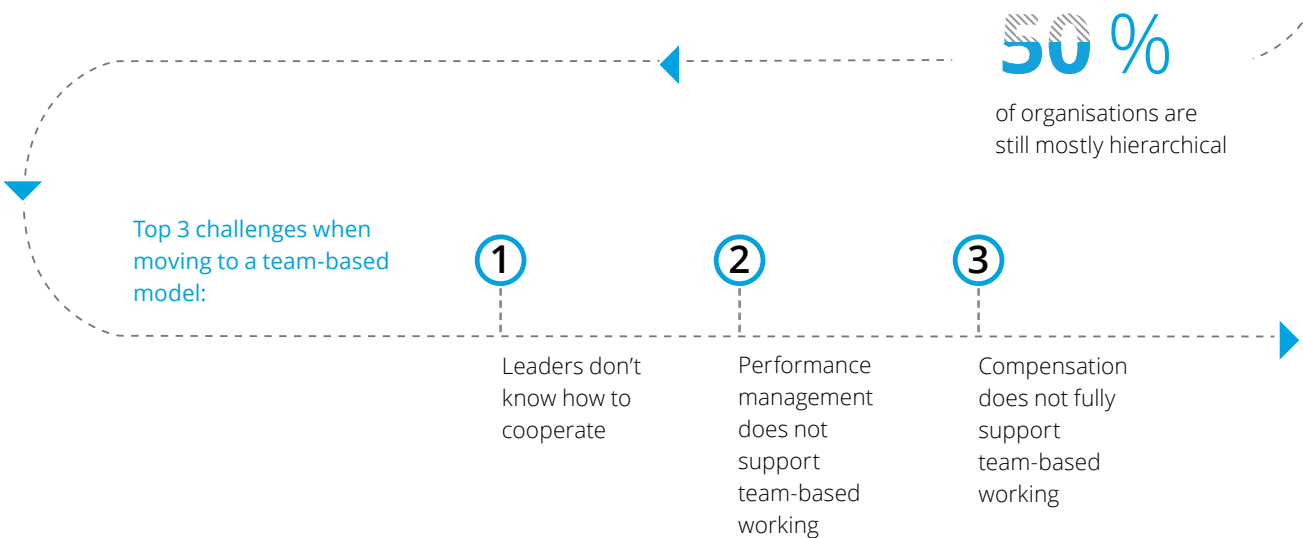 50 %
of organisations are
still mostly hierarchical
Top 3 challenges when
moving to a team-based
model:
1
Leaders don’t
know how to
cooperate
2
Performance
management
does not
support
team-based
working
3
Compensation
does not fully
support
team-based
working